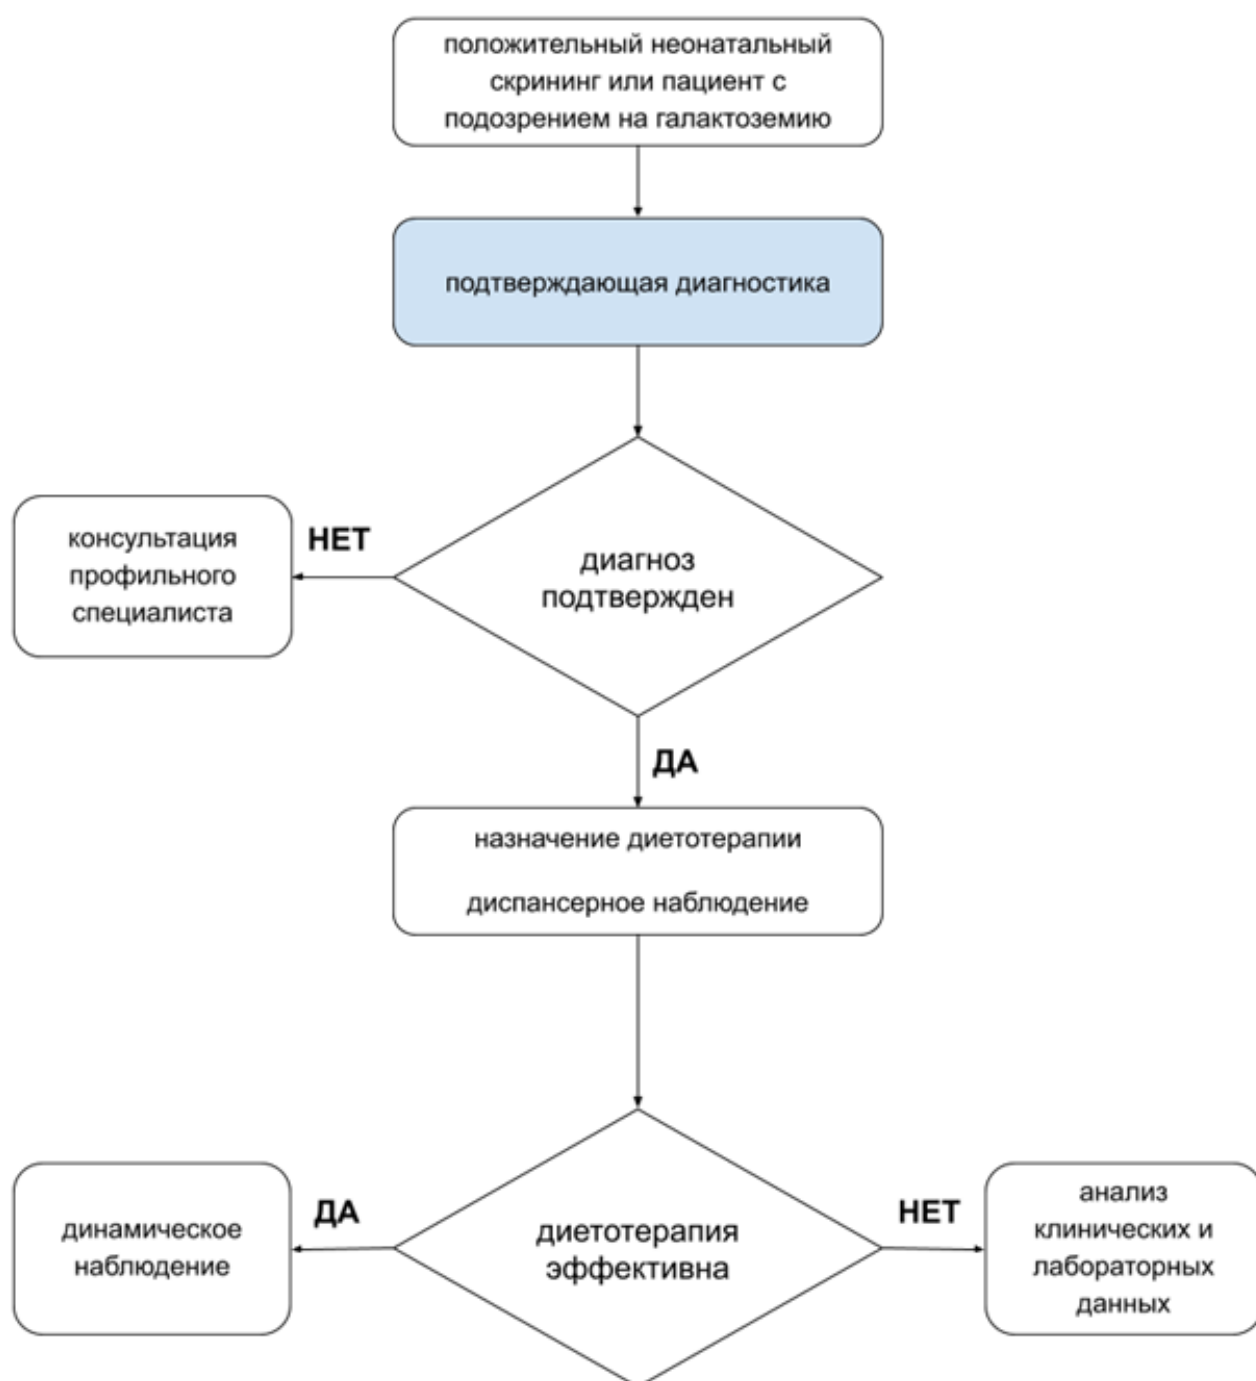 положительный неонатальный
скрининг или пациент с
подозрением на галактоземию
подтверждающая диагностика
консультация
профильного
специалиста
НЕТ
диагноз
подтвержден
ДА
назначение диетотерапии
диспансерное наблюдение
динамическое
наблюдение
ДА
диетотерапия
эффективна
НЕТ
анализ
клинических и
лабораторных
данных